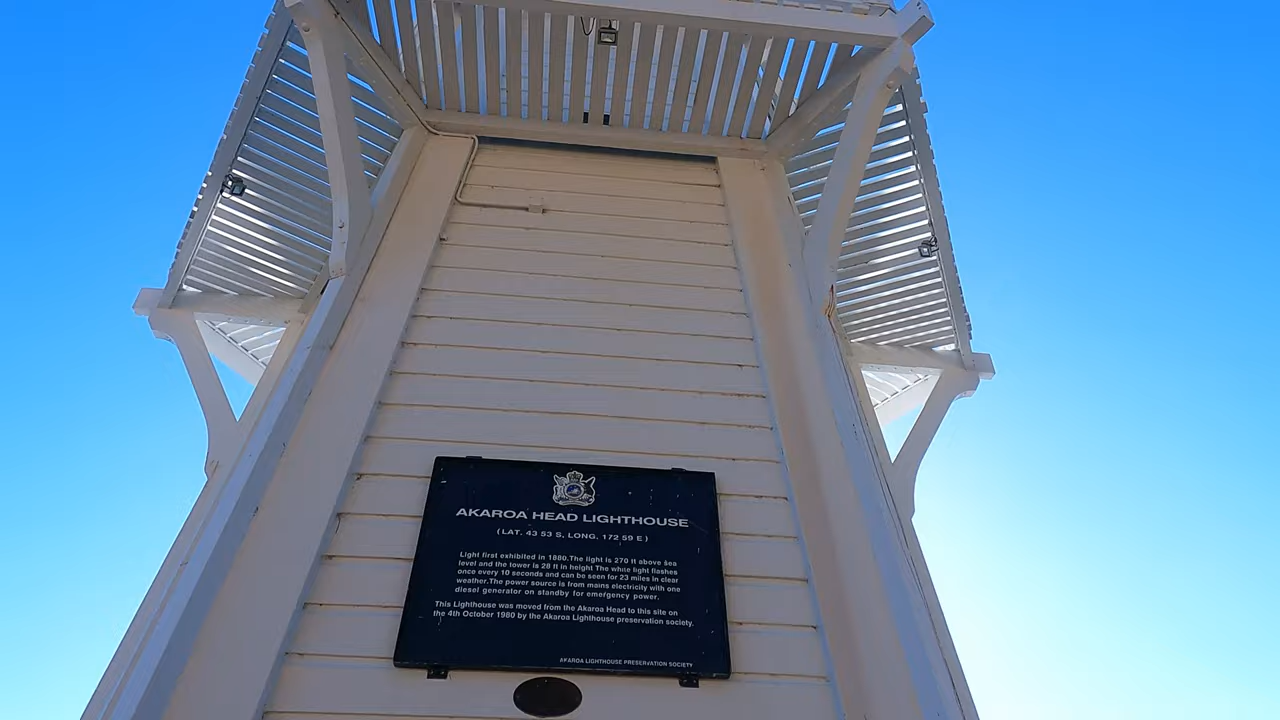 AKAROA HEAD LIGHTHOUSE
(LAT. 43 53 S, LONG. 172 59 E)
Light first exhibited in 1880.The light is 270 ft above sea
level and the tower is 28 ft in height The white light flashes
once every 10 seconds and can be seen for 23 miles in clear
weather.The power source is from mains electricity with one
diesel generator on standby for emergency power.
This Lighthouse was moved from the Akaroa Head to this site on
the 4th October 1980 by the Akaroa Lighthouse preservation society.
AKAROA LIGHTHOUSE PRESERVATION SOCIETY